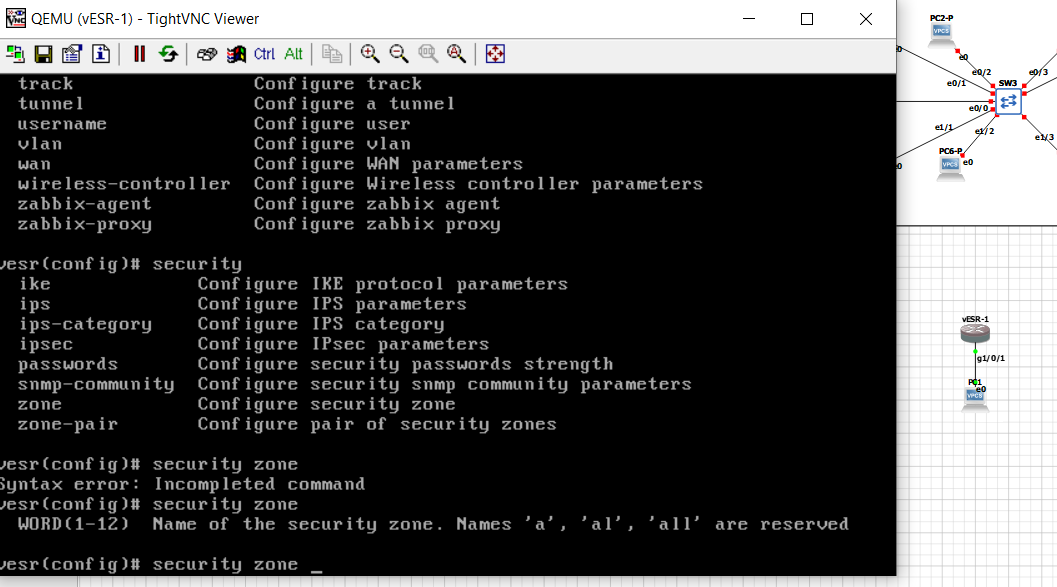 QEMU (vESR-1) - TightVNC Viewer
Ctrl Alt
track Configure track
tunnel Configure a tunnel
username Configure user
vlan Configure vlan
wan Configure WAN parameters
wireless-controller Configure Wireless controller parameters
zabbix-agent Configure zabbix agent
zabbix-proxy Configure zabbix proxy
vesr(config)# security
ike Configure IKE protocol parameters
ips Configure IPS parameters
ips-category Configure IPS category
ipsec Configure IPsec parameters
passwords Configure security passwords strength
snmp-community Configure security snmp community parameters
zone Configure security zone
zone-pair Configure pair of security zones
vesr(config)# security zone
Syntax error: Incompleted command
vesr(config)# security zone
WORD(1-12) Name of the security zone. Names 'a', 'al', 'all' are reserved
vesr(config)# security zone _
PC2-P
VPCS
e0
e0/2
e0/3
SW3
e0/1
e0/0
e1/1
e1/2
e1/3
PC6-P
VPCS
e0
vESR-1
g1/0/1
PC1
e0
VPCS